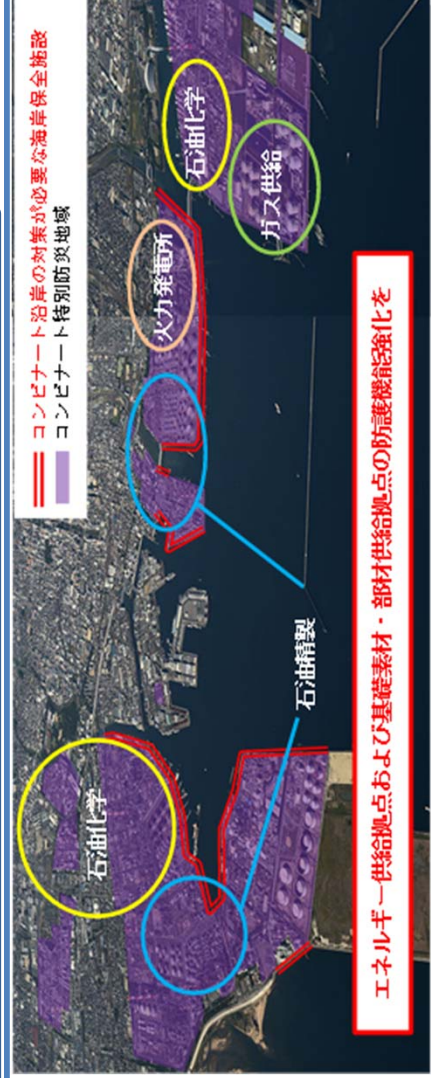 コンビナート沿岸の対策が必要な海岸保全施設
コンビナート特別防災地域
石油化学
石油精製
火力発電所
石油化学
ガス供給
エネルギー供給拠点および基礎素材・部材供給拠点の防護機能強化を